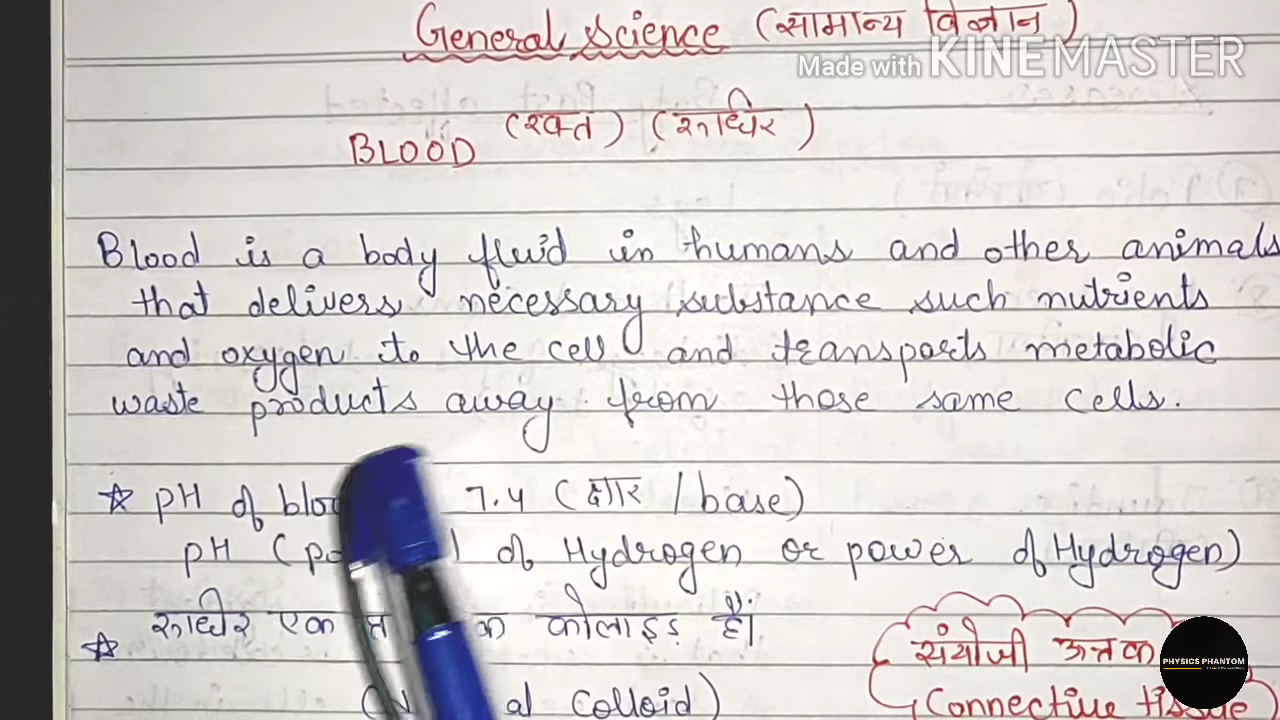 General Science (सामान्य विज्ञान)
Made with KINEMASTER
BLOOD (रक्त) (रुधिर)
Blood is a body fluid in humans and other animals
that delivers necessary substance such nutrients
and oxygen to the cell and transports metabolic
waste products away from those same cells.
☆ pH of 7.4 (क्षार / base)
pH ( of Hydrogen or power of Hydrogen)
☆ रुधिर एक कोलाइड है।
Colloid)
संयोजी ऊतक
Connective tissue
PHYSICS PHANTOM